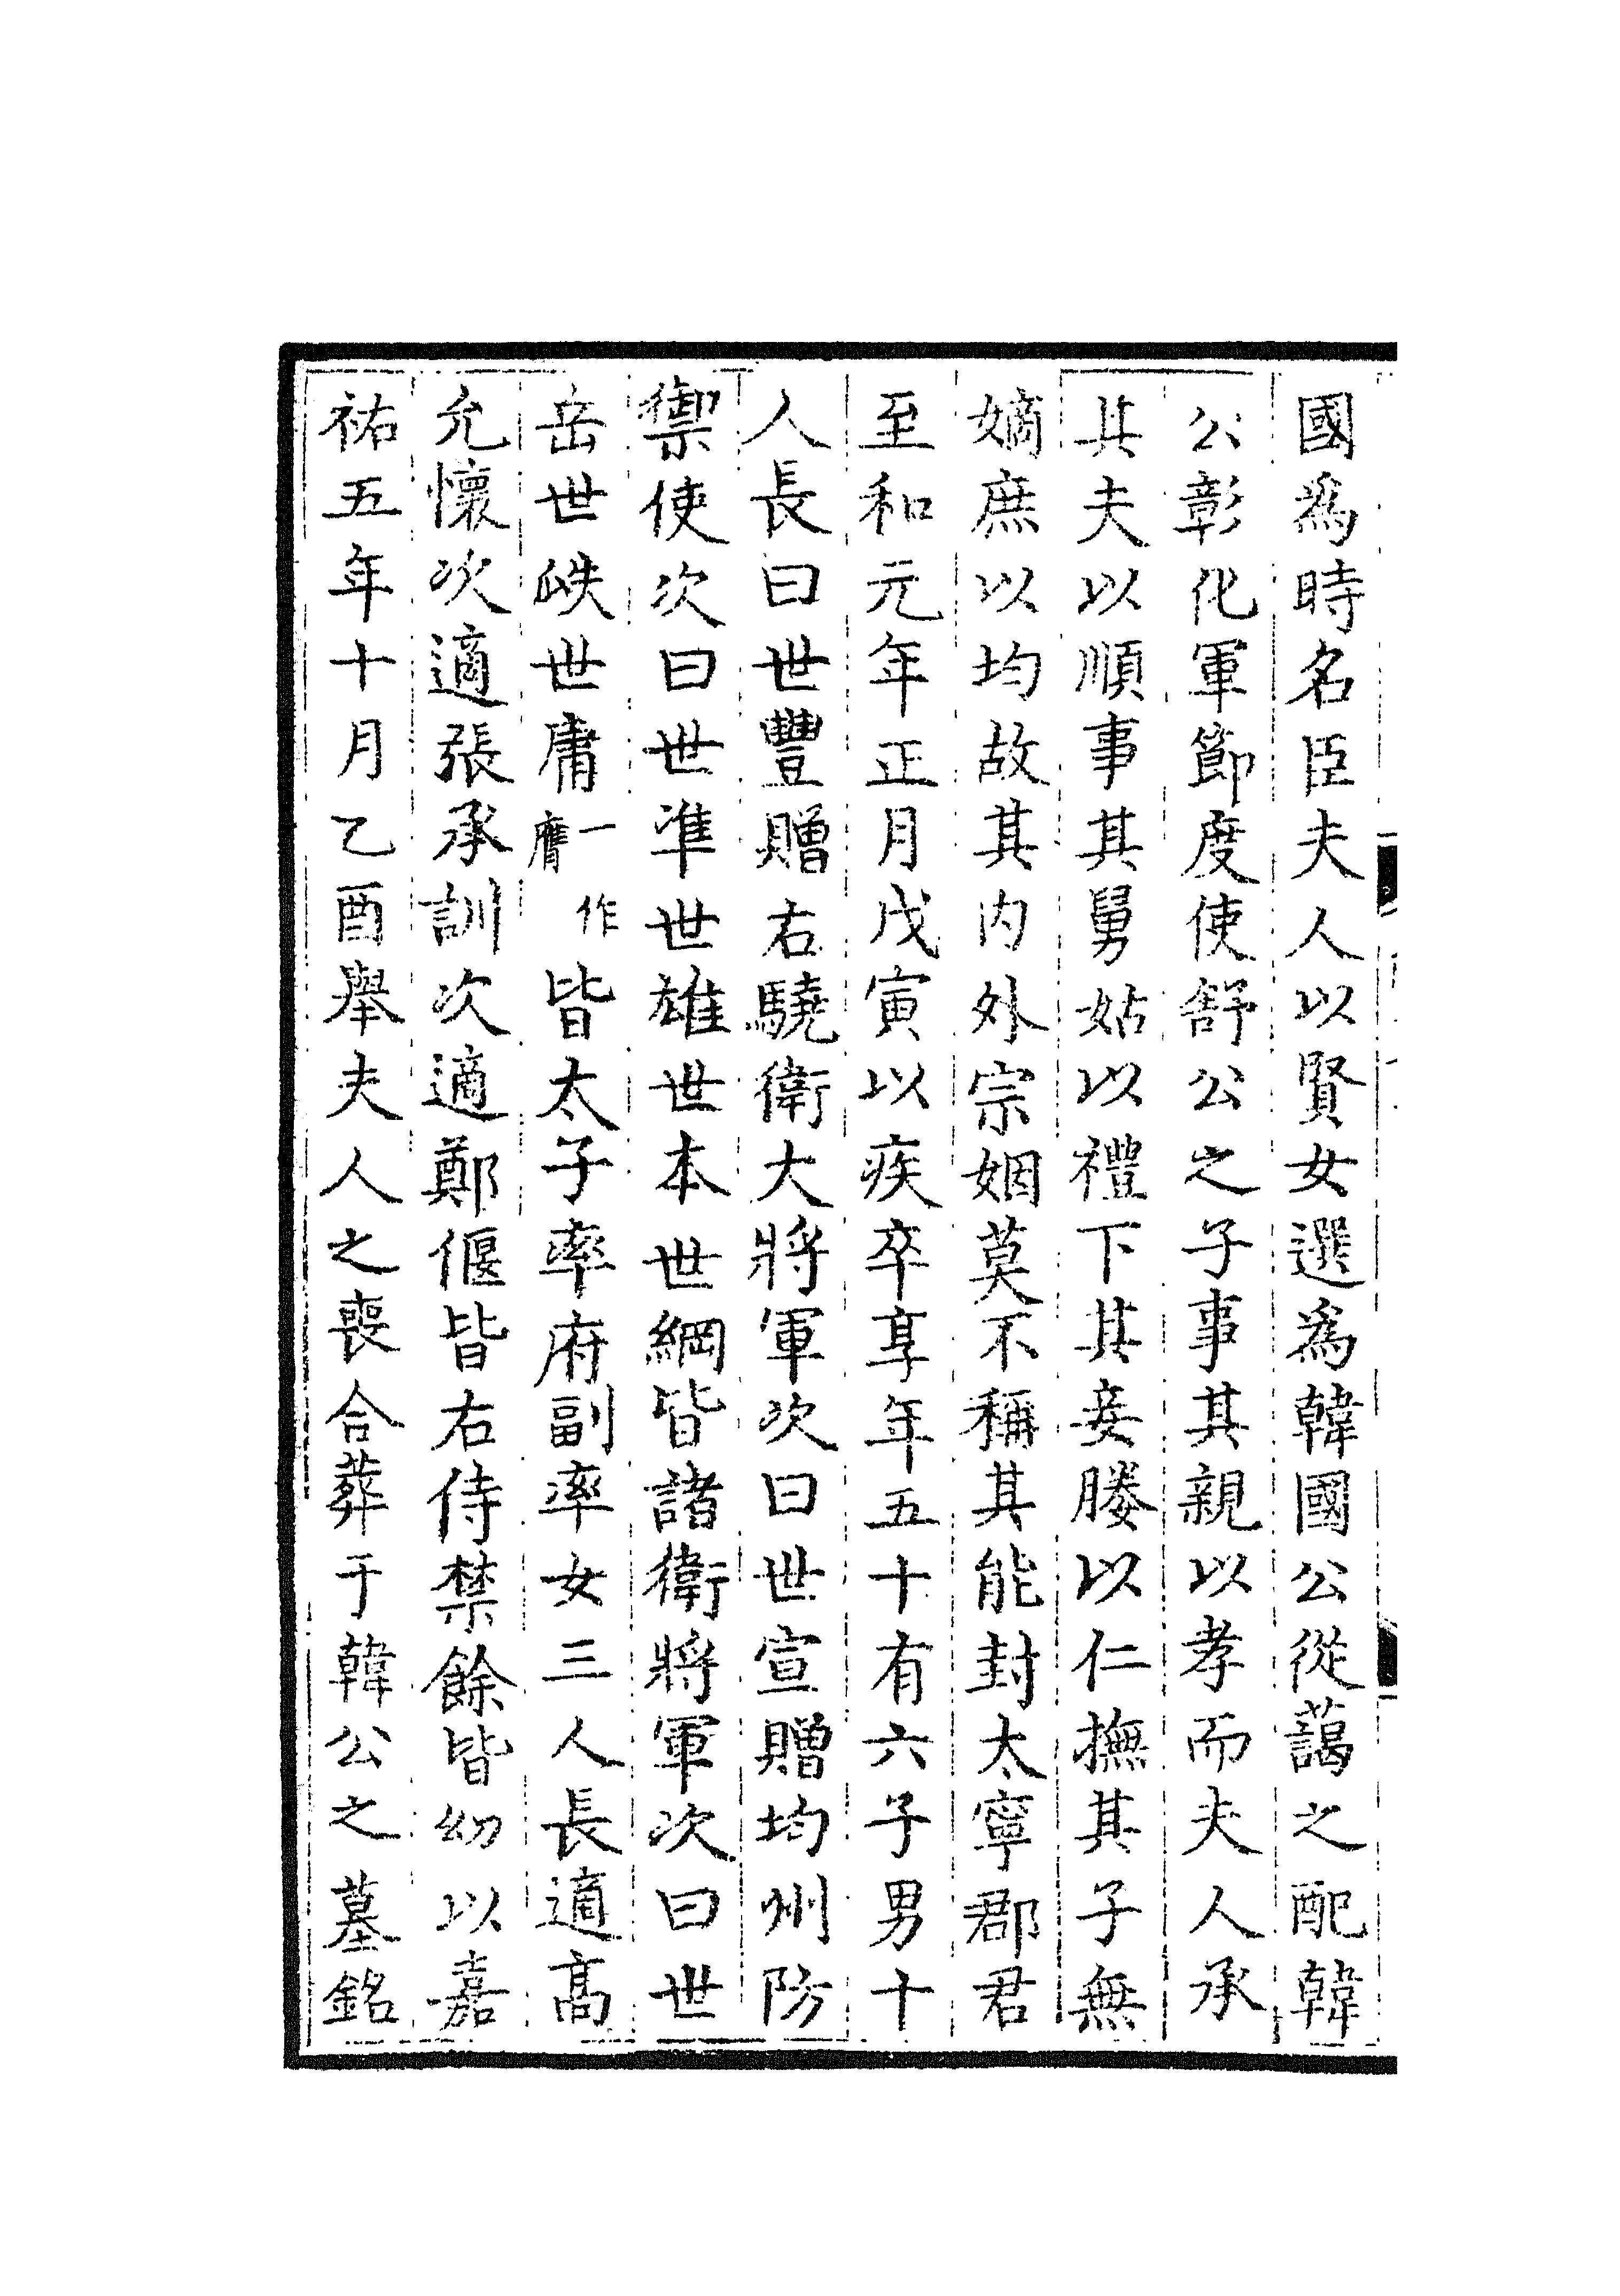 國爲時名臣夫人以賢女選爲韓國公從藹之配韓
公彰化軍節度使舒公之子事其親以孝而夫人承
其夫以順事其舅姑以禮下其妾媵以仁撫其子無
嫡庶以均故其内外宗姻莫不稱其能封太寧郡君
至和元年正月戊寅以疾卒享年五十有六子男十
人長曰世豐贈右驍衛大將軍次曰世宣贈均州防
禦使次曰世準世雄世本世綱皆諸衛將軍次曰世
岳世岟世庸一作膺皆太子率府副率女三人長適高
允懷次適張承訓次適鄭偃皆右侍禁餘皆幼以嘉
祐五年十月乙酉舉夫人之喪合葬于韓公之墓銘